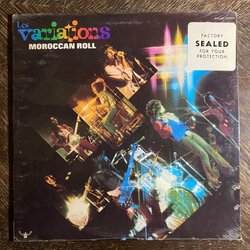 Les
variations
MOROCCAN ROLL
FACTORY
SEALED
FOR YOUR
PROTECTION